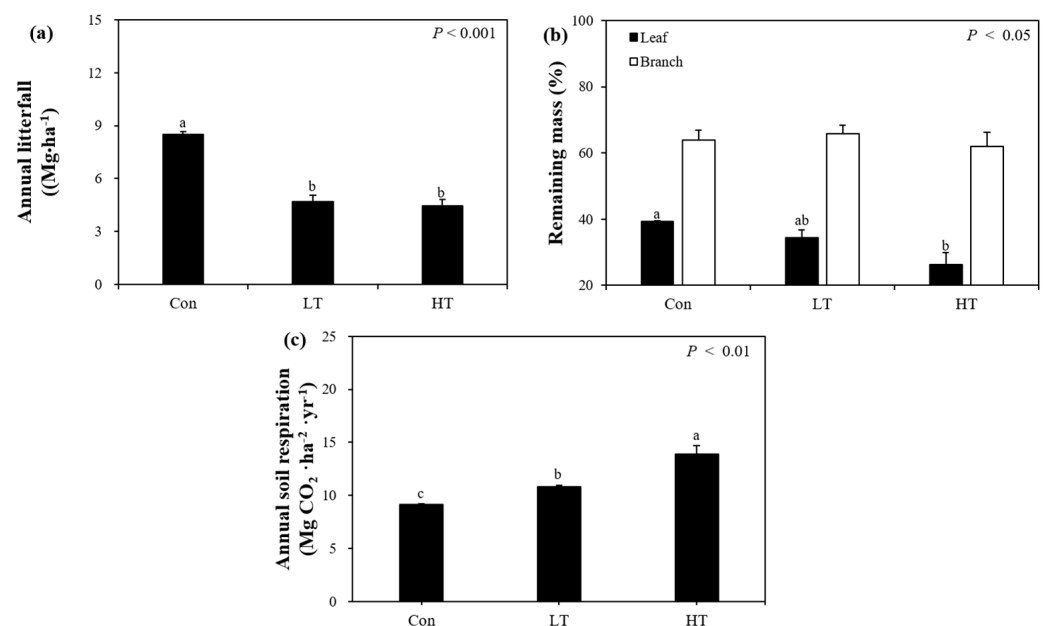 (a)
Annual litterfall
((Mg·ha⁻¹)
15
12
9
6
3
0
P < 0.001
a
b
b
Con
LT
HT
(b)
Remaining mass (%)
100
80
60
40
20
Leaf
Branch
P < 0.05
a
ab
b
Con
LT
HT
(c)
Annual soil respiration
(Mg CO₂ ·ha⁻² ·yr⁻¹)
25
20
15
10
5
0
P < 0.01
c
b
a
Con
LT
HT